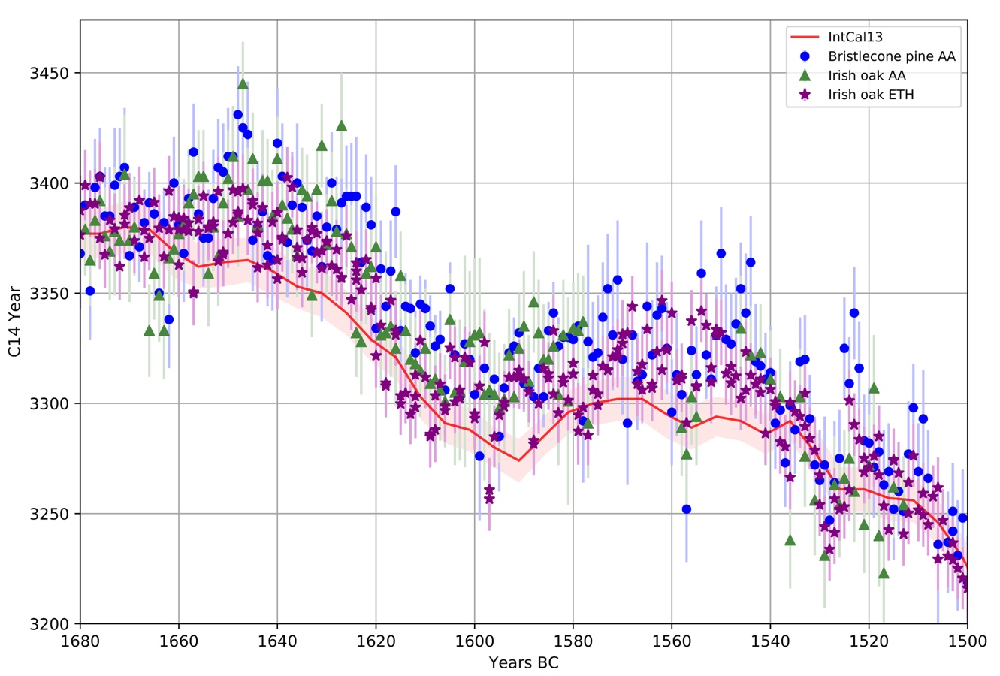 IntCal13
Bristlecone pine AA
Irish oak AA
Irish oak ETH
C14 Year
3450
3400
3350
3300
3250
3200
1680 1660 1640 1620 1600 1580 1560 1540 1520 1500
Years BC